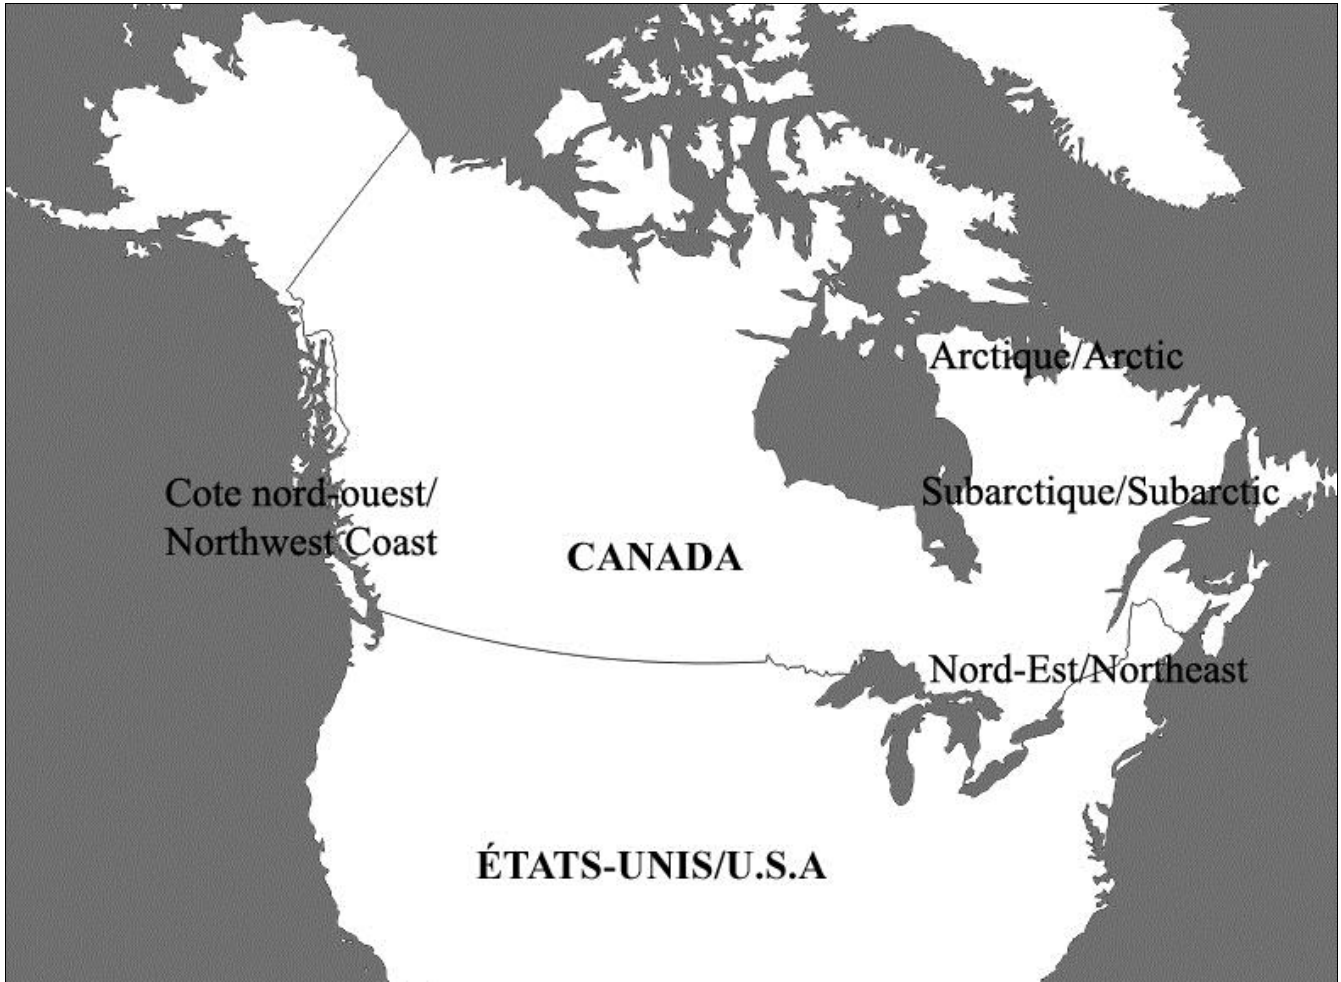 Arctique/Arctic
Cote nord-ouest/
Northwest Coast
Subarctique/Subarctic
CANADA
Nord-Est/Northeast
ÉTATS-UNIS/U.S.A